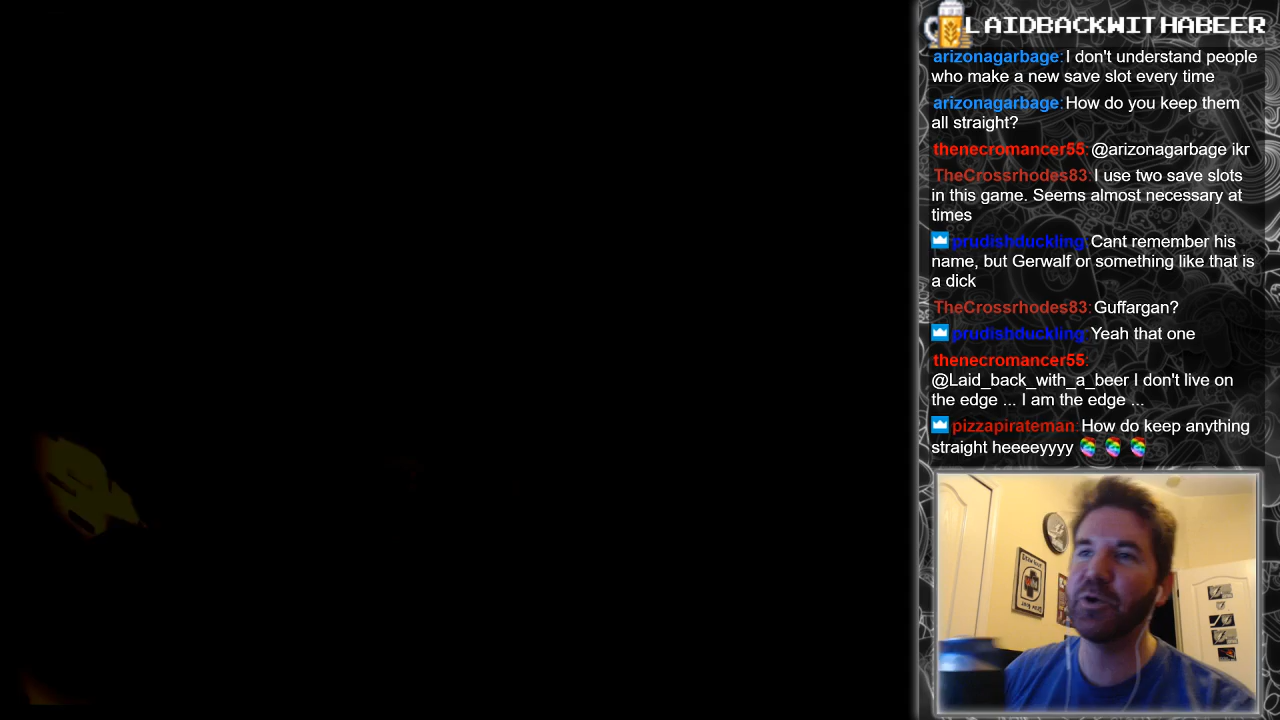 LAIDBACKWITHABEER
arizonagarbage: I don't understand people
who make a new save slot every time
arizonagarbage: How do you keep them
all straight?
thenecromancer55: @arizonagarbage ikr
TheCrossrhodes83: I use two save slots
in this game. Seems almost necessary at
times
prudishduckling: Cant remember his
name, but Gerwalf or something like that is
a dick
TheCrossrhodes83: Guffargan?
prudishduckling: Yeah that one
thenecromancer55:
@Laid_back_with_a_beer I don't live on
the edge ... I am the edge ...
pizzapirateman: How do keep anything
straight heeeeyyyy